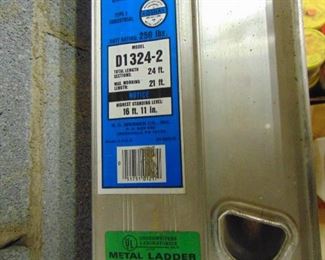 TYPE I
INDUSTRIAL
DUTY RATING: 250 lbs.
MODEL
D1324-2
TOTAL LENGTH
SECTIONS: 24 ft.
MAX. WORKING
LENGTH: 21 ft.
NOTICE
HIGHEST STANDING LEVEL:
16 ft. 11 in.
UL
UNDERWRITERS
LABORATORIES
METAL LADDER